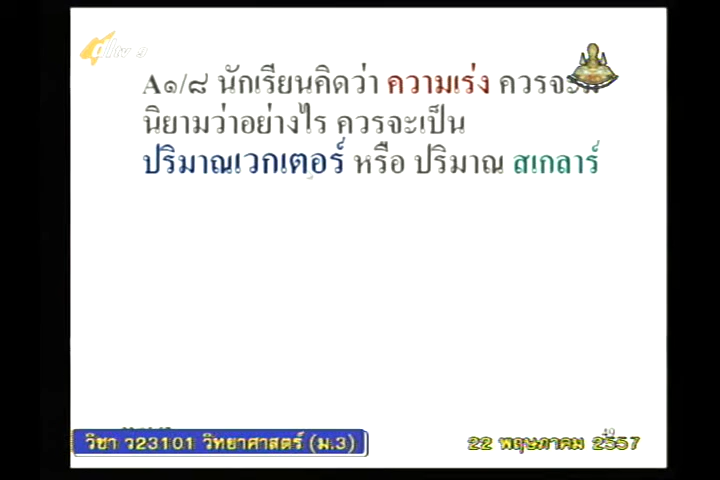 A๑/๘ นักเรียนคิดว่า ความเร่ง ควรจะมี
นิยามว่าอย่างไร ควรจะเป็น
ปริมาณเวกเตอร์ หรือ ปริมาณ สเกลาร์
49
วิชา ว23101 วิทยาศาสตร์ (ม.3)
22 พฤษภาคม 2557